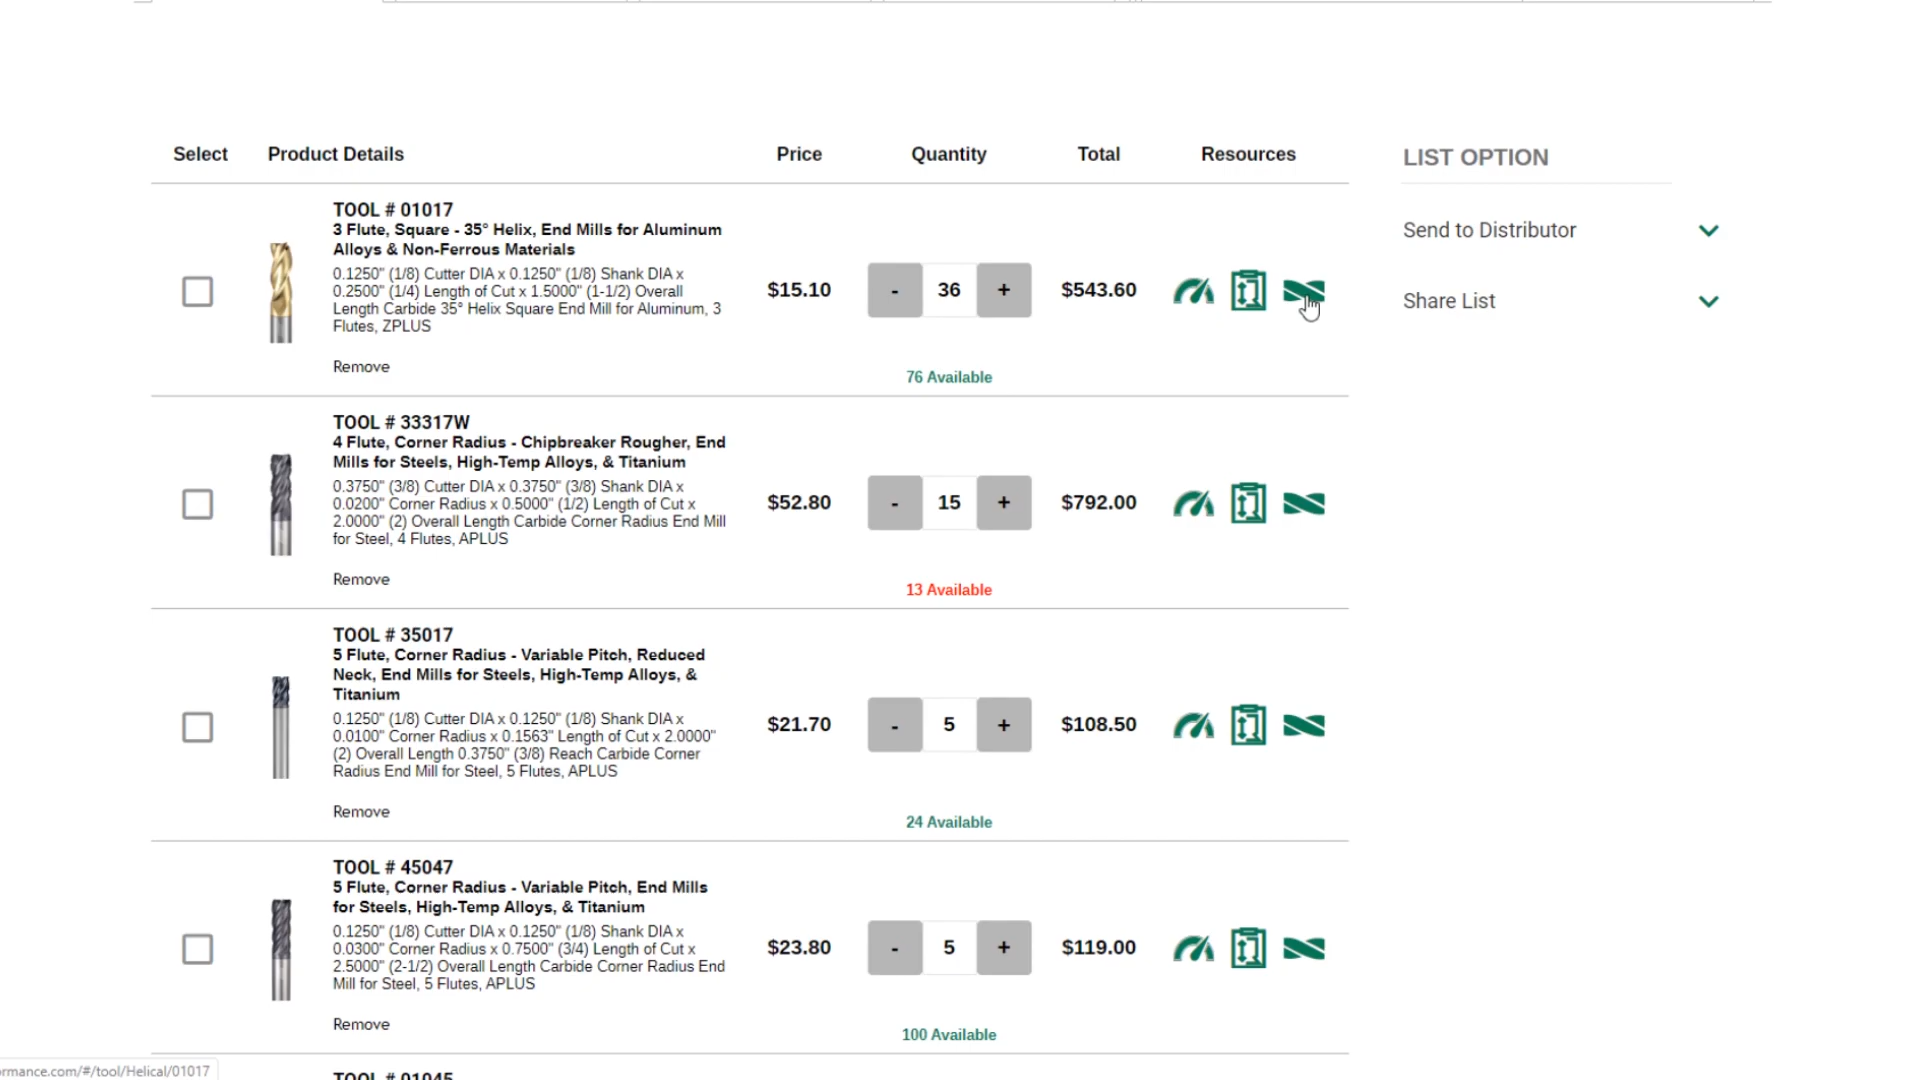 Select Product Details Price Quantity Total Resources LIST OPTION
TOOL # 01017
3 Flute, Square - 35° Helix, End Mills for Aluminum
Alloys & Non-Ferrous Materials
0.1250" (1/8) Cutter DIA x 0.1250" (1/8) Shank DIA x
0.2500" (1/4) Length of Cut x 1.5000" (1-1/2) Overall
Length Carbide 35° Helix Square End Mill for Aluminum, 3
Flutes, ZPLUS
Remove
$15.10 - 36 + $543.60
76 Available
Send to Distributor
Share List
TOOL # 33317W
4 Flute, Corner Radius - Chipbreaker Rougher, End
Mills for Steels, High-Temp Alloys, & Titanium
0.3750" (3/8) Cutter DIA x 0.3750" (3/8) Shank DIA x
0.0200" Corner Radius x 0.5000" (1/2) Length of Cut x
2.0000" (2) Overall Length Carbide Corner Radius End Mill
for Steel, 4 Flutes, APLUS
Remove
$52.80 - 15 + $792.00
13 Available
TOOL # 35017
5 Flute, Corner Radius - Variable Pitch, Reduced
Neck, End Mills for Steels, High-Temp Alloys, &
Titanium
0.1250" (1/8) Cutter DIA x 0.1250" (1/8) Shank DIA x
0.0100" Corner Radius x 0.1563" Length of Cut x 2.0000"
(2) Overall Length 0.3750" (3/8) Reach Carbide Corner
Radius End Mill for Steel, 5 Flutes, APLUS
Remove
$21.70 - 5 + $108.50
24 Available
TOOL # 45047
5 Flute, Corner Radius - Variable Pitch, End Mills
for Steels, High-Temp Alloys, & Titanium
0.1250" (1/8) Cutter DIA x 0.1250" (1/8) Shank DIA x
0.0300" Corner Radius x 0.7500" (3/4) Length of Cut x
2.5000" (2-1/2) Overall Length Carbide Corner Radius End
Mill for Steel, 5 Flutes, APLUS
Remove
$23.80 - 5 + $119.00
100 Available
TOOL # 01045
rmance.com/#/tool/Helical/01017